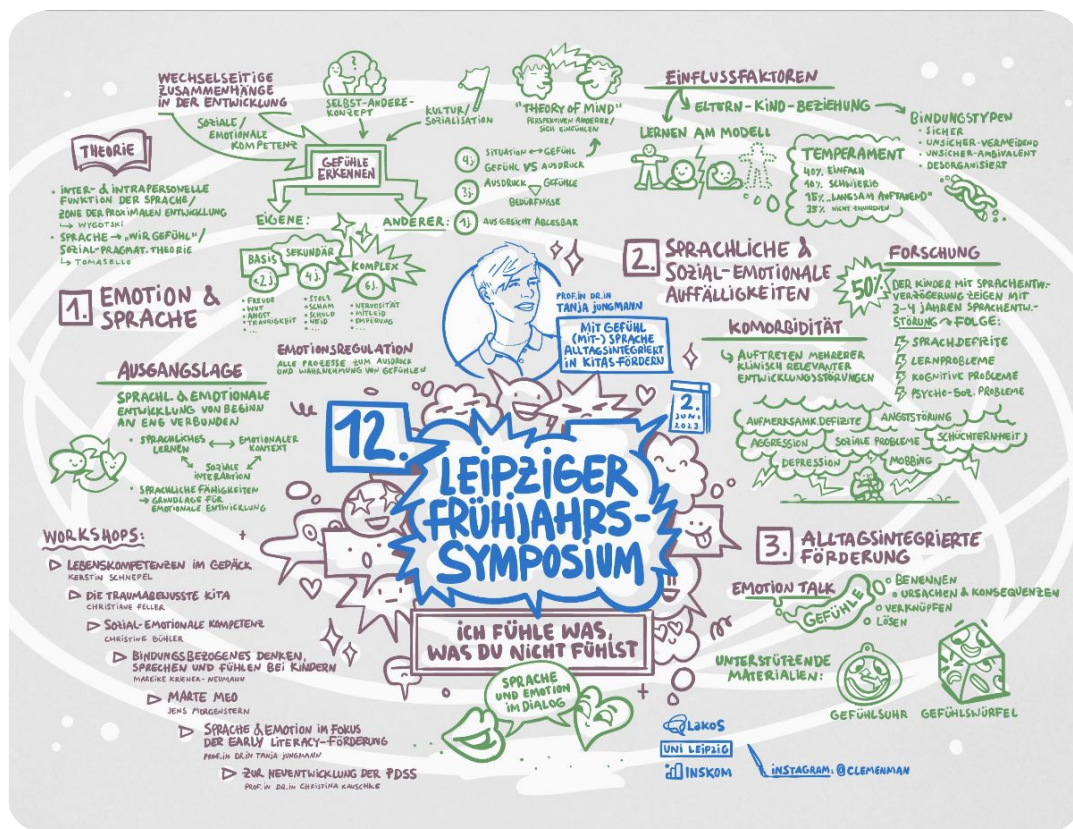 WECHSELSEITIGE
ZUSAMMENHÄNGE
IN DER ENTWICKLUNG
SOZIALE/
EMOTIONALE
KOMPETENZ
SELBST-ANDERE-
KONZEPT
KULTUR/
SOZIALISATION
"THEORY OF MIND"
PERSPEKTIVEN ANDERER/
SICH EINFÜHLEN
THEORIE
• INTER- & INTRAPERSONELLE
FUNKTION DER SPRACHE/
ZONE DER PROXIMALEN ENTWICKLUNG
↳ WYGOTSKI
• SPRACHE → "WIR GEFÜHL"/
SOZIAL-PRAGMAT. THEORIE
↳ TOMASELLO
GEFÜHLE
ERKENNEN
4J. SITUATION ↔ GEFÜHL
GEFÜHL VS AUSDRUCK
3J. AUSDRUCK GEFÜHLE
BEDÜRFNISSE
1J. AUS GESICHT ABLESBAR
EIGENE:
ANDERER:
BASIS
2J.
• FREUDE
• WUT
• ANGST
• TRAURIGKEIT
• ...
SEKUNDÄR
4J.
• STOLZ
• SCHAM
• SCHULD
• NEID
• ...
KOMPLEX
6J.
• NERVOSITÄT
• MITLEID
• EMPÖRUNG
• ...
1. EMOTION &
SPRACHE
EMOTIONSREGULATION
ALLE PROZESSE ZUM AUSDRUCK
UND WAHRNEHMUNG VON GEFÜHLEN
AUSGANGSLAGE
SPRACHL. & EMOTIONALE
ENTWICKLUNG VON BEGINN
AN ENG VERBUNDEN
• SPRACHLICHES
LERNEN
↔ EMOTIONALER
KONTEXT
SOZIALE
INTERAKTION
• SPRACHLICHE FÄHIGKEITEN
→ GRUNDLAGE FÜR
EMOTIONALE ENTWICKLUNG
WORKSHOPS:
▷ LEBENSKOMPETENZEN IM GEPÄCK
KERSTIN SCHNEPEL
▷ DIE TRAUMABEWUSSTE KITA
CHRISTIANE FELLER
▷ SOZIAL-EMOTIONALE KOMPETENZ
CHRISTINE BÜHLER
▷ BINDUNGSBEZOGENES DENKEN,
SPRECHEN UND FÜHLEN BEI KINDERN
MAREIKE KRIENER-NEUMANN
▷ MARTE MEO
JENS MORGENSTERN
▷ SPRACHE & EMOTION IM FOKUS
DER EARLY LITERACY-FÖRDERUNG
PROF.IN DR.IN TANJA JUNGMANN
▷ ZUR NEUENTWICKLUNG DER PDSS
PROF.IN DR.IN CHRISTINA KAUSCHKE
PROF.IN DR.IN
TANJA JUNGMANN
MIT GEFÜHL
(MIT-) SPRACHE
ALLTAGSINTEGRIERT
IN KITAS FÖRDERN
2.
JUNI
2023
12.
LEIPZIGER
FRÜHJAHRS-
SYMPOSIUM
ICH FÜHLE WAS,
WAS DU NICHT FÜHLST
SPRACHE
UND EMOTION
IM DIALOG
EINFLUSSFAKTOREN
ELTERN-KIND-BEZIEHUNG
LERNEN AM MODELL
BINDUNGSTYPEN
• SICHER
• UNSICHER-VERMEIDEND
• UNSICHER-AMBIVALENT
• DESORGANISIERT
TEMPERAMENT
40% EINFACH
10% SCHWIERIG
15% "LANGSAM AUFTAUEND"
35% NICHT EINORDEN
2. SPRACHLICHE &
SOZIAL-EMOTIONALE
AUFFÄLLIGKEITEN
FORSCHUNG
50% DER KINDER MIT SPRACHENTW.-
VERZÖGERUNG ZEIGEN MIT
3-4 JAHREN SPRACHENTW.-
STÖRUNG → FOLGE:
SPRACHDEFIZITE
LERNPROBLEME
KOGNITIVE PROBLEME
PSYCHO-SOZ. PROBLEME
KOMORBIDITÄT
↳ AUFTRETEN MEHRERER
KLINISCH RELEVANTER
ENTWICKLUNGSSTÖRUNGEN
AUFMERKSAMK.DEFIZITE
ANGSTSTÖRUNG
AGGRESSION
SOZIALE PROBLEME
SCHÜCHTERNHEIT
DEPRESSION
MOBBING
3. ALLTAGSINTEGRIERTE
FÖRDERUNG
EMOTION TALK
GEFÜHLE
BENENNEN
URSACHEN & KONSEQUENZEN
VERKNÜPFEN
LÖSEN
UNTERSTÜTZENDE
MATERIALIEN:
GEFÜHLSUHR
GEFÜHLSWÜRFEL
LAKOS
UNI LEIPZIG
INSKOM
INSTAGRAM: @CLEMENMAN